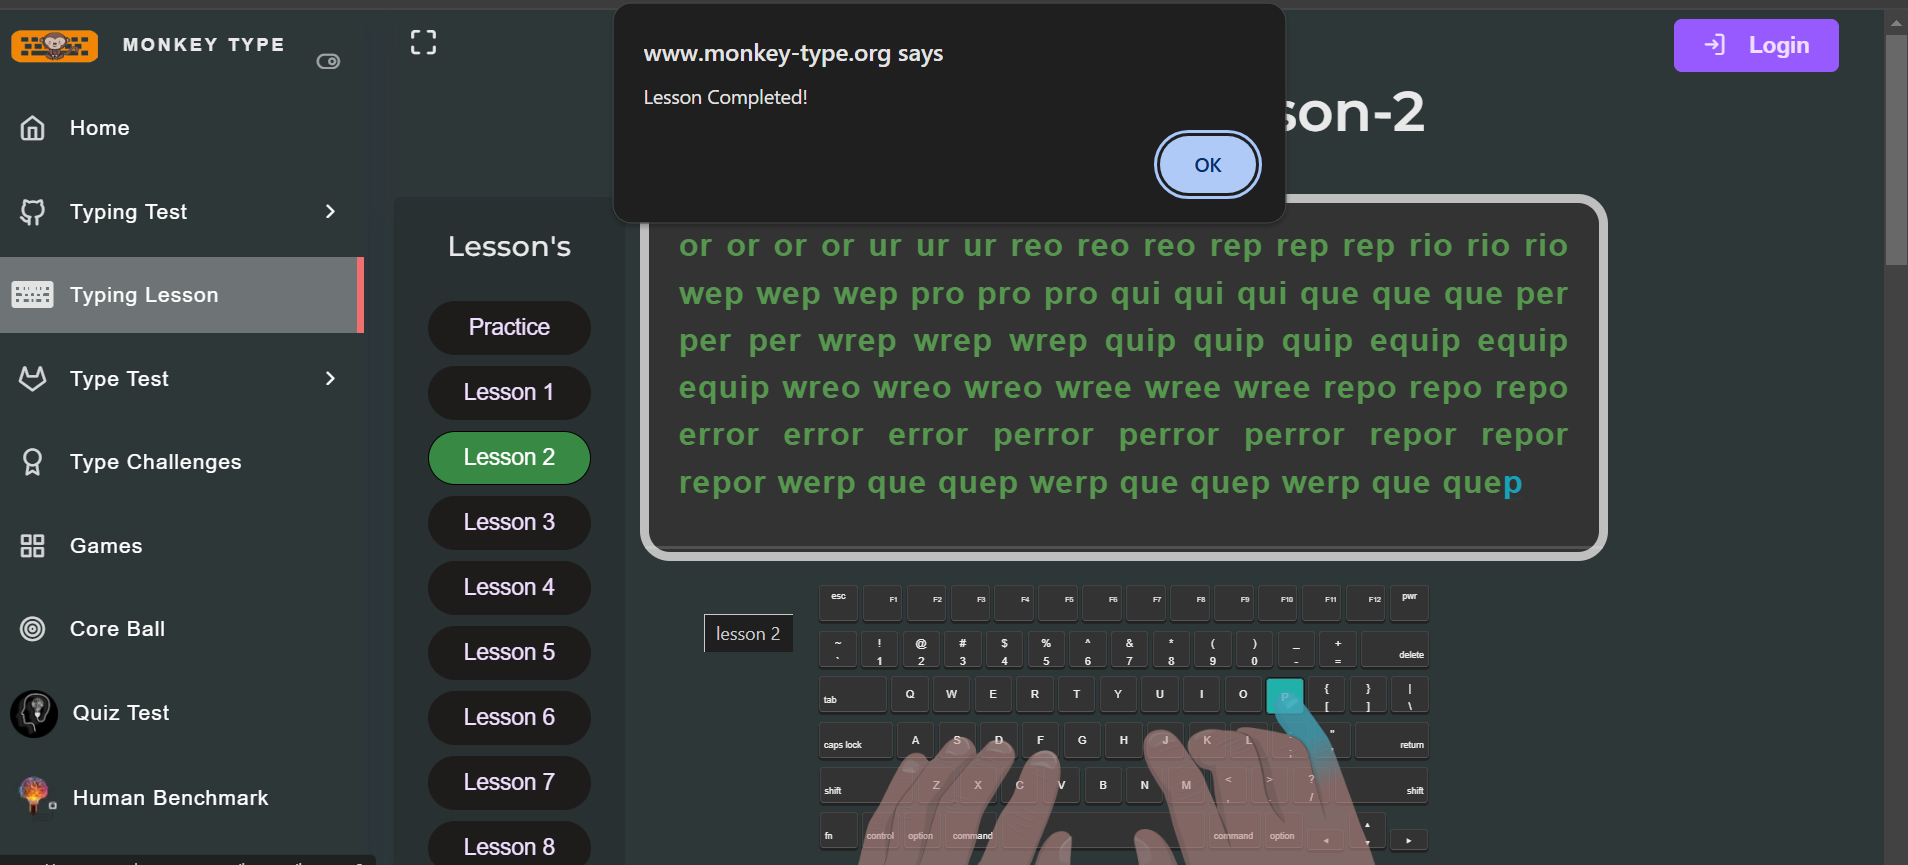 MONKEY TYPE
Home
Typing Test
Typing Lesson
Type Test
Type Challenges
Games
Core Ball
Quiz Test
Human Benchmark
www.monkey-type.org says
Lesson Completed!
OK
Login
son-2
Lesson's
Practice
Lesson 1
Lesson 2
Lesson 3
Lesson 4
Lesson 5
Lesson 6
Lesson 7
Lesson 8
or or or or ur ur ur reo reo reo rep rep rep rio rio rio
wep wep wep pro pro pro qui qui qui que que que per
per per wrep wrep wrep quip quip quip equip equip
equip wreo wreo wreo wree wree wree repo repo repo
error error error perror perror perror repor repor
repor werp que quep werp que quep werp que quep
lesson 2
esc F1 F2 F3 F4 F5 F6 F7 F8 F9 F10 F11 F12 pwr
~ ! @ # $ % ^ & * ( ) _ +
` 1 2 3 4 5 6 7 8 9 0 - = delete
tab Q W E R T Y U I O P { } |
[ ] \
caps lock A S D F G H J K L : "
; ' return
shift Z X C V B N M < > ?
, . / shift
fn control option command command option ◄ ▲ ▼ ►